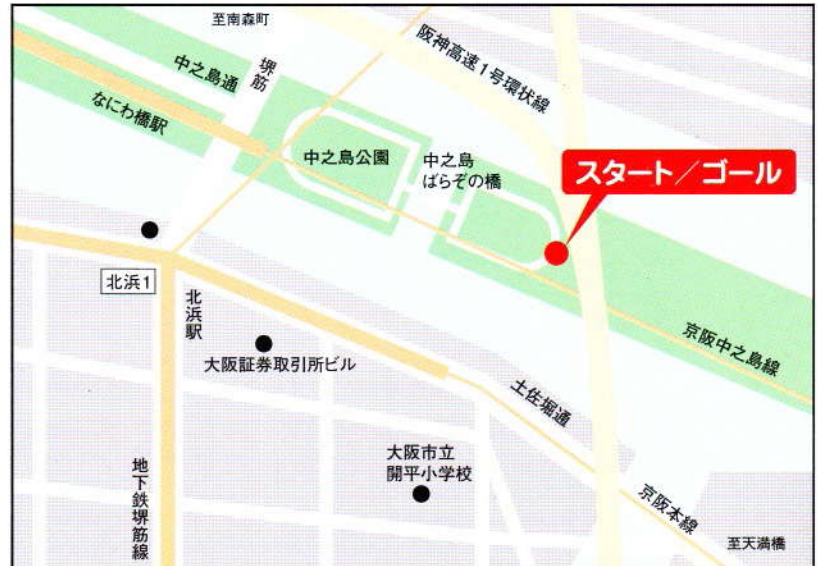 至南森町
阪神高速1号環状線
堺筋
中之島通
なにわ橋駅
中之島公園
中之島
ばらぞの橋
スタート／ゴール
北浜1
北浜駅
大阪証券取引所ビル
京阪中之島線
土佐堀通
大阪市立
開平小学校
地下鉄堺筋線
京阪本線
至天満橋